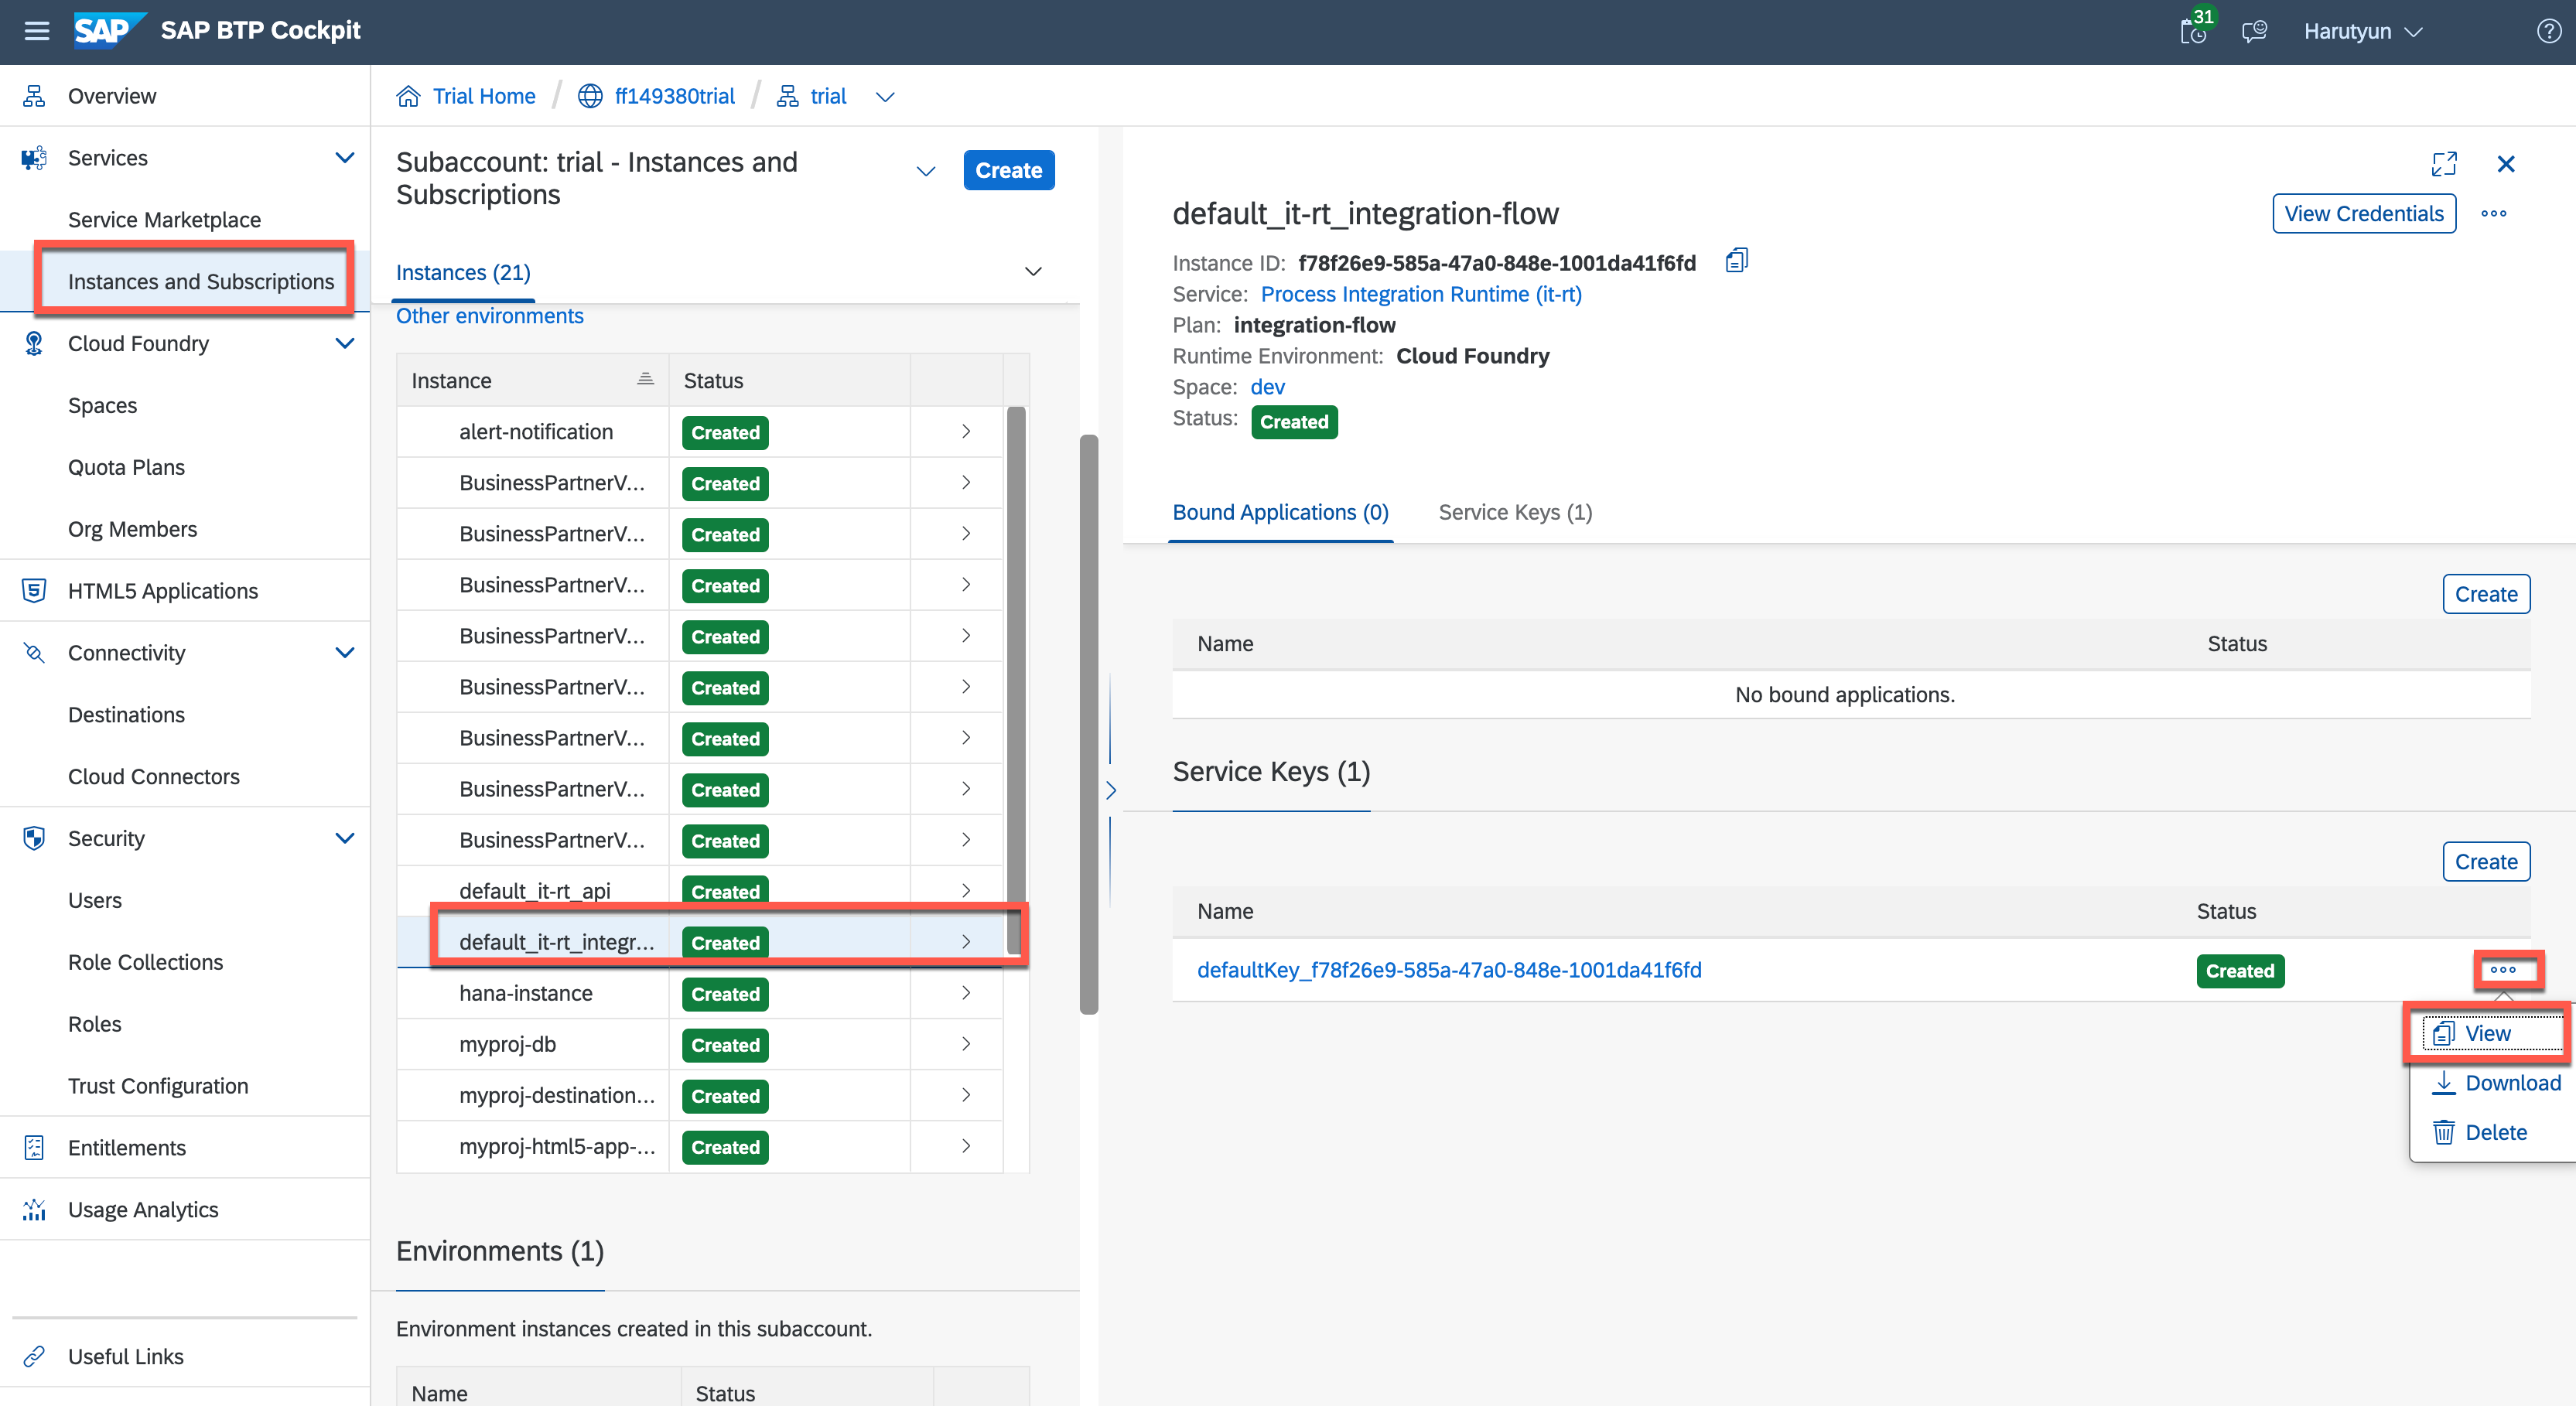 SAP SAP BTP Cockpit
31
Harutyun
Overview
Services
Service Marketplace
Instances and Subscriptions
Cloud Foundry
Spaces
Quota Plans
Org Members
HTML5 Applications
Connectivity
Destinations
Cloud Connectors
Security
Users
Role Collections
Roles
Trust Configuration
Entitlements
Usage Analytics
Useful Links
Trial Home / ff149380trial / trial
Subaccount: trial - Instances and
Subscriptions
Create
Instances (21)
Other environments
Instance Status
alert-notification Created
BusinessPartnerV... Created
BusinessPartnerV... Created
BusinessPartnerV... Created
BusinessPartnerV... Created
BusinessPartnerV... Created
BusinessPartnerV... Created
BusinessPartnerV... Created
BusinessPartnerV... Created
default_it-rt_api Created
default_it-rt_integr... Created
hana-instance Created
myproj-db Created
myproj-destination... Created
myproj-html5-app-... Created
Environments (1)
Environment instances created in this subaccount.
Name Status
default_it-rt_integration-flow
View Credentials
Instance ID: f78f26e9-585a-47a0-848e-1001da41f6fd
Service: Process Integration Runtime (it-rt)
Plan: integration-flow
Runtime Environment: Cloud Foundry
Space: dev
Status: Created
Bound Applications (0) Service Keys (1)
Create
Name Status
No bound applications.
Service Keys (1)
Create
Name Status
defaultKey_f78f26e9-585a-47a0-848e-1001da41f6fd Created
View
Download
Delete